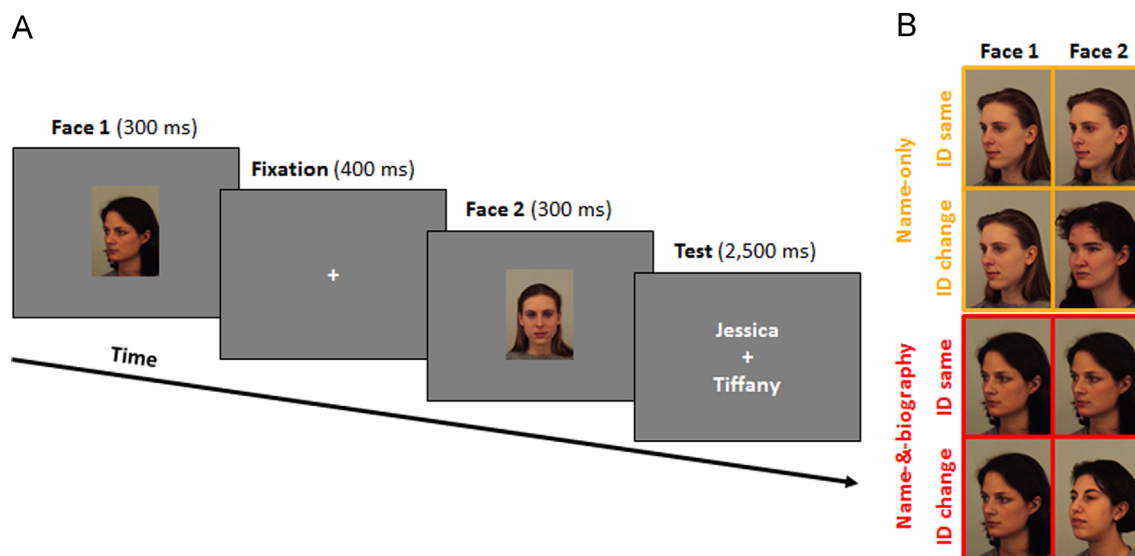 A
Face 1 (300 ms)
Fixation (400 ms)
+
Face 2 (300 ms)
Test (2,500 ms)
Jessica
+
Tiffany
Time
B
Face 1 Face 2
Name-only
ID same
ID change
Name-&-biography
ID same
ID change